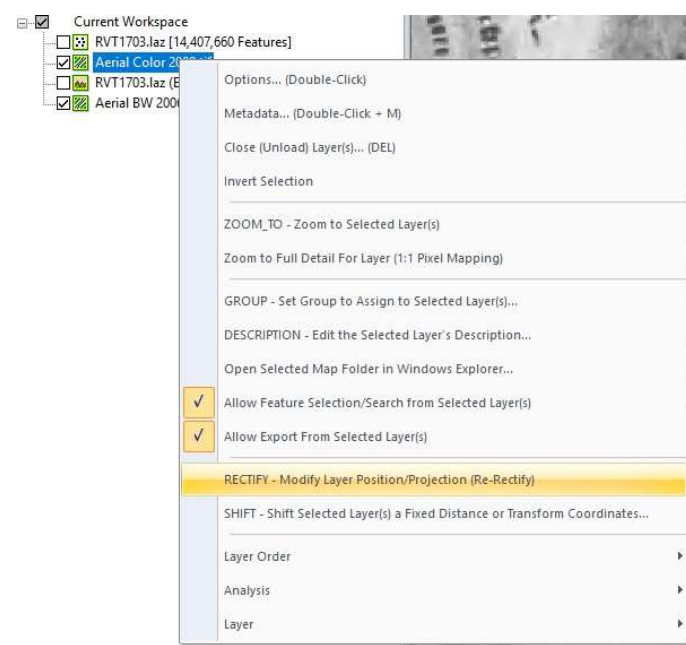 Current Workspace
RVT1703.laz [14,407,660 Features]
Aerial Color
RVT1703.laz
Aerial BW
Options... (Double-Click)
Metadata... (Double-Click + M)
Close (Unload) Layer(s)... (DEL)
Invert Selection
ZOOM_TO - Zoom to Selected Layer(s)
Zoom to Full Detail For Layer (1:1 Pixel Mapping)
GROUP - Set Group to Assign to Selected Layer(s)...
DESCRIPTION - Edit the Selected Layer's Description...
Open Selected Map Folder in Windows Explorer...
Allow Feature Selection/Search from Selected Layer(s)
Allow Export From Selected Layer(s)
RECTIFY - Modify Layer Position/Projection (Re-Rectify)
SHIFT - Shift Selected Layer(s) a Fixed Distance or Transform Coordinates...
Layer Order
Analysis
Layer